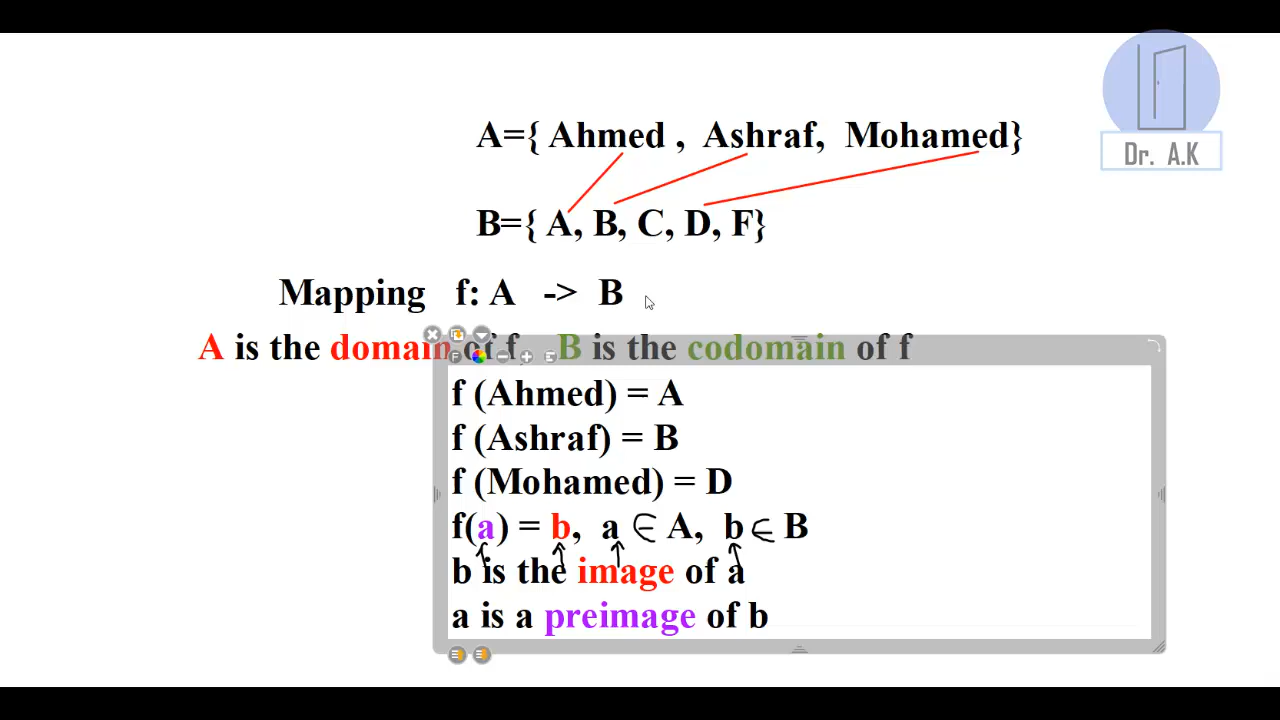 A={ Ahmed , Ashraf, Mohamed}
Dr. A.K
B={ A, B, C, D, F}
Mapping f: A -> B
A is the domain of f, B is the codomain of f
f (Ahmed) = A
f (Ashraf) = B
f (Mohamed) = D
f(a) = b, a ∈ A, b ∈ B
b is the image of a
a is a preimage of b